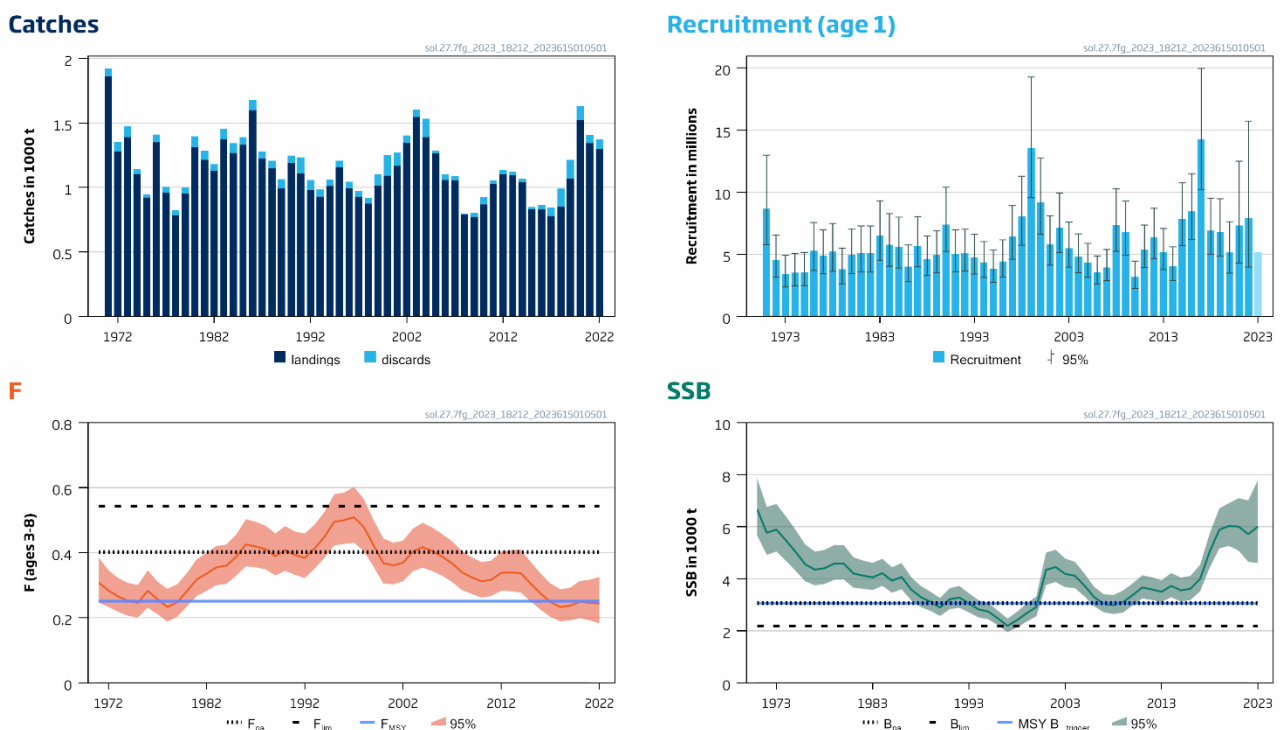 Catches
sol.27.7fg_2023_18212_2023615010501
Catches in 1000 t
2
1.5
1
0.5
0
1972 1982 1992 2002 2012 2022
landings discards
Recruitment (age 1)
sol.27.7fg_2023_18212_2023615010501
Recruitment in millions
20
15
10
5
0
1973 1983 1993 2003 2013 2023
Recruitment 95%
F
sol.27.7fg_2023_18212_2023615010501
F (ages 3-8)
0.8
0.6
0.4
0.2
0
1972 1982 1992 2002 2012 2022
Fpa Flim FMSY 95%
SSB
sol.27.7fg_2023_18212_2023615010501
SSB in 1000 t
10
8
6
4
2
0
1973 1983 1993 2003 2013 2023
Bpa Blim MSY Btrigger 95%